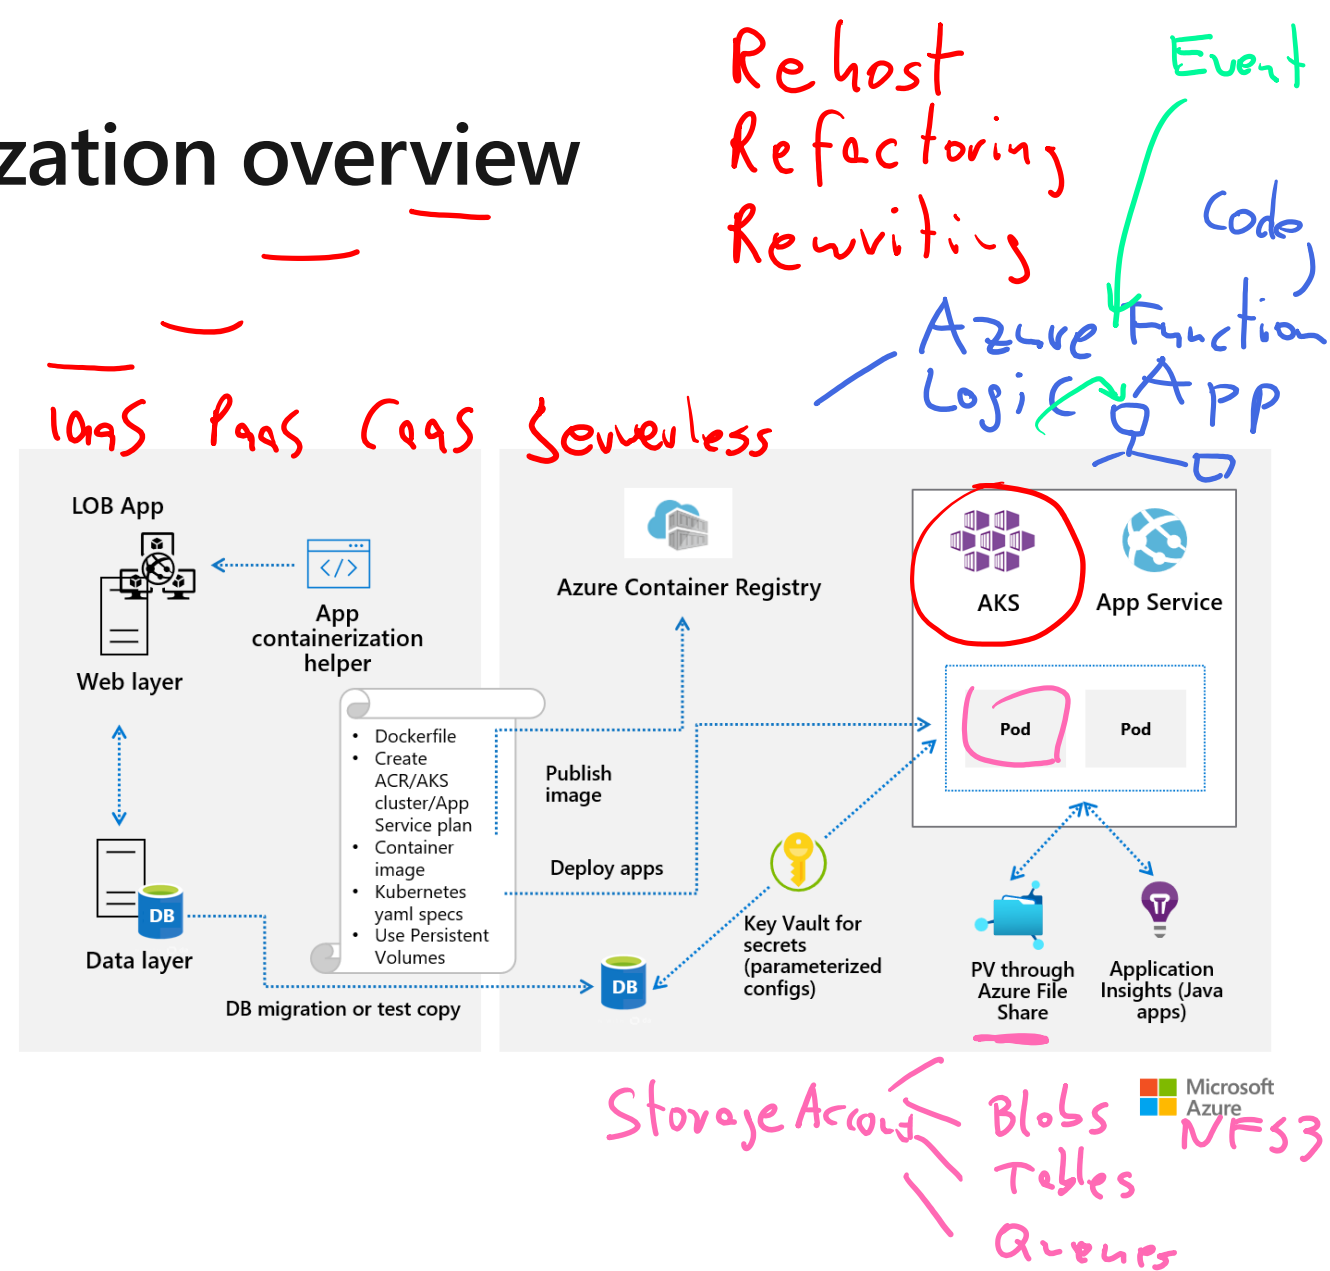 Rehost
Event
Refactoring
zation overview
Code,
Rewriting
Azure Function
Logic App
IaaS PaaS CaaS Serverless
LOB App
Azure Container Registry
AKS
App Service
App
containerization
helper
Web layer
• Dockerfile
• Create
ACR/AKS
cluster/App
Service plan
• Container
image
• Kubernetes
yaml specs
• Use Persistent
Volumes
Pod
Pod
Publish
image
Deploy apps
DB
Data layer
DB migration or test copy
DB
Key Vault for
secrets
(parameterized
configs)
PV through
Azure File
Share
Application
Insights (Java
apps)
Microsoft
Azure
Storage Account
Blobs
NFS3
Tables
Queues